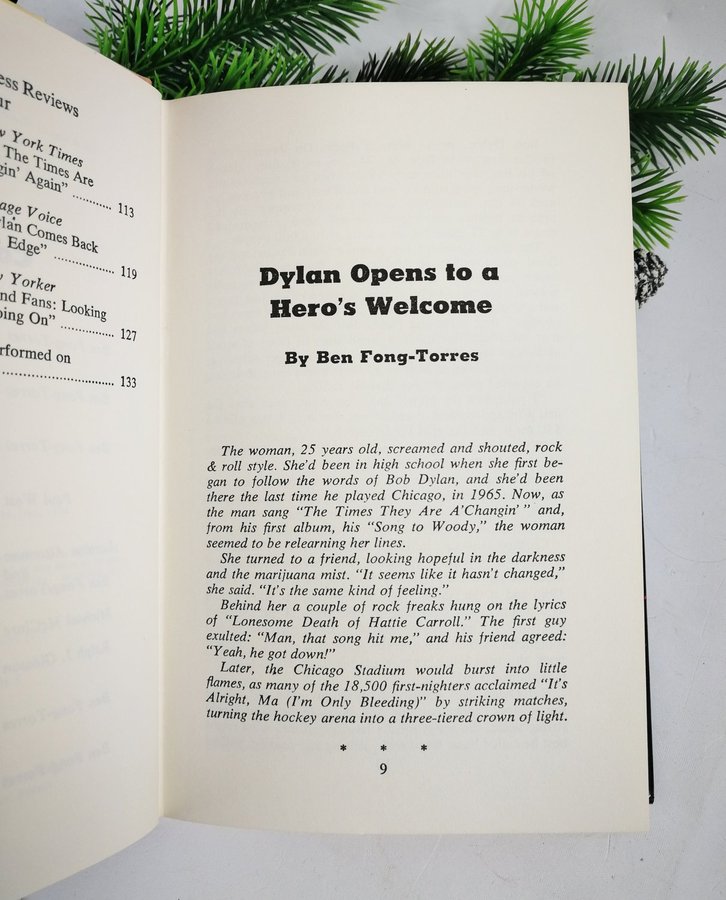 ess Reviews
ur
York Times
The Times Are
gin' Again" ........... 113
age Voice
ylan Comes Back
Edge" ................. 119
Yorker
nd Fans: Looking
oing On" .............. 127
rformed on
............................ 133
Dylan Opens to a
Hero's Welcome
By Ben Fong-Torres
The woman, 25 years old, screamed and shouted, rock
& roll style. She'd been in high school when she first be-
gan to follow the words of Bob Dylan, and she'd been
there the last time he played Chicago, in 1965. Now, as
the man sang "The Times They Are A'Changin'" and,
from his first album, his "Song to Woody," the woman
seemed to be relearning her lines.
She turned to a friend, looking hopeful in the darkness
and the marijuana mist. "It seems like it hasn't changed,"
she said. "It's the same kind of feeling."
Behind her a couple of rock freaks hung on the lyrics
of "Lonesome Death of Hattie Carroll." The first guy
exulted: "Man, that song hit me," and his friend agreed:
"Yeah, he got down!"
Later, the Chicago Stadium would burst into little
flames, as many of the 18,500 first-nighters acclaimed "It's
Alright, Ma (I'm Only Bleeding)" by striking matches,
turning the hockey arena into a three-tiered crown of light.
* * *
9